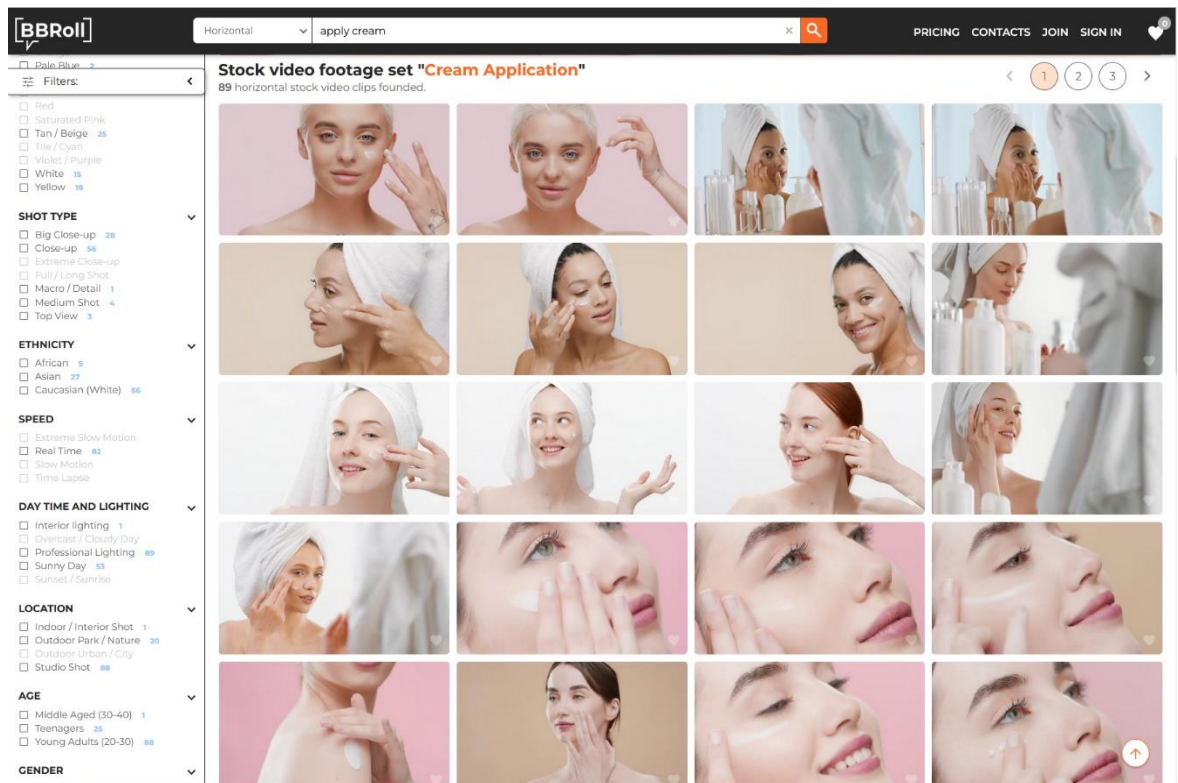 [BBRoll]
Horizontal
apply cream
×
PRICING CONTACTS JOIN SIGN IN
0
Pale Blue 2
Filters:
Red
Saturated Pink
Tan / Beige 25
Tile / Cyan
Violet / Purple
White 15
Yellow 18
SHOT TYPE
Big Close-up 28
Close-up 56
Extreme Close-up
Full / Long Shot
Macro / Detail 1
Medium Shot 4
Top View 3
ETHNICITY
African 5
Asian 27
Caucasian (White) 66
SPEED
Extreme Slow Motion
Real Time 82
Slow Motion
Time Lapse
DAY TIME AND LIGHTING
Interior lighting 1
Overcast / Cloudy Day
Professional Lighting 89
Sunny Day 53
Sunset / Sunrise
LOCATION
Indoor / Interior Shot 1
Outdoor Park / Nature 20
Outdoor Urban / City
Studio Shot 88
AGE
Middle Aged (30-40) 1
Teenagers 25
Young Adults (20-30) 88
GENDER
Stock video footage set "Cream Application"
89 horizontal stock video clips founded.
1 2 3